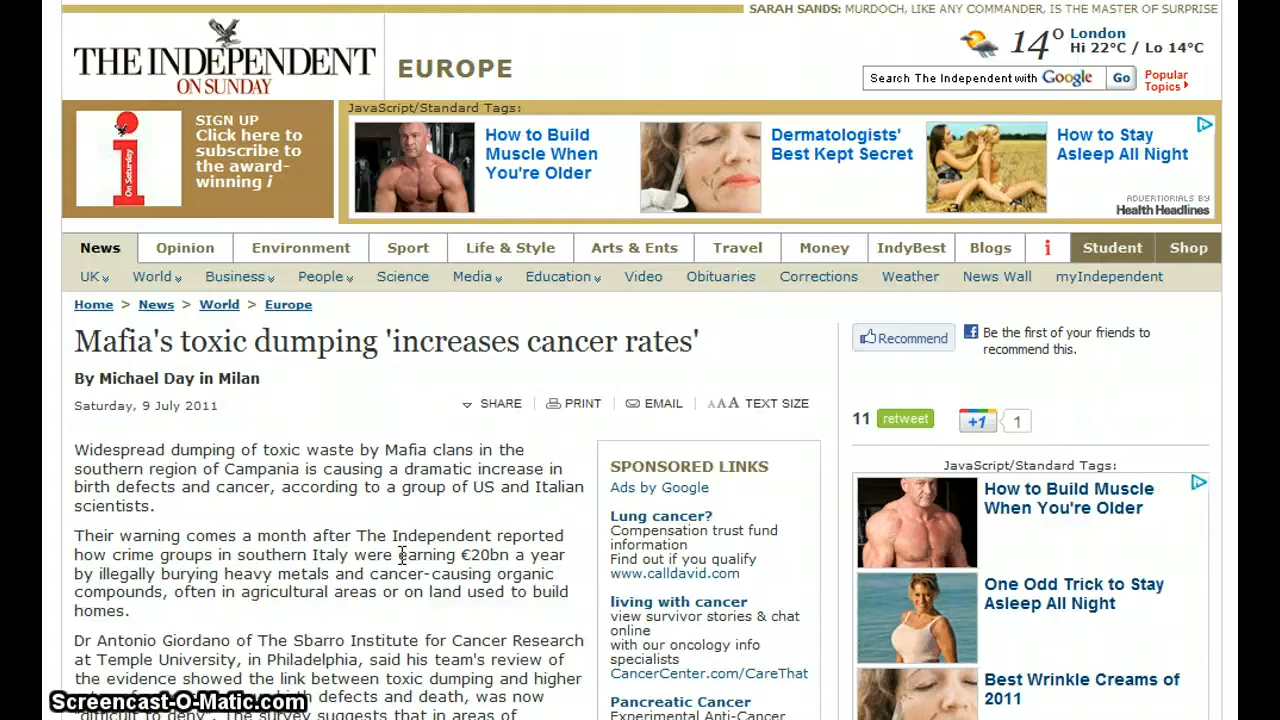 SARAH SANDS: MURDOCH, LIKE ANY COMMANDER, IS THE MASTER OF SURPRISE
THE INDEPENDENT
ON SUNDAY
EUROPE
14° London
Hi 22°C / Lo 14°C
Search The Independent with Google Go
Popular
Topics
i
On Saturday
SIGN UP
Click here to
subscribe to
the award-
winning i
JavaScript/Standard Tags:
How to Build
Muscle When
You're Older
Dermatologists'
Best Kept Secret
How to Stay
Asleep All Night
ADVERTORIALS BY
Health Headlines
News Opinion Environment Sport Life & Style Arts & Ents Travel Money IndyBest Blogs i Student Shop
UK World Business People Science Media Education Video Obituaries Corrections Weather News Wall myIndependent
Home > News > World > Europe
Mafia's toxic dumping 'increases cancer rates'
By Michael Day in Milan
Saturday, 9 July 2011
SHARE PRINT EMAIL AAA TEXT SIZE
Widespread dumping of toxic waste by Mafia clans in the
southern region of Campania is causing a dramatic increase in
birth defects and cancer, according to a group of US and Italian
scientists.
Their warning comes a month after The Independent reported
how crime groups in southern Italy were earning €20bn a year
by illegally burying heavy metals and cancer-causing organic
compounds, often in agricultural areas or on land used to build
homes.
Dr Antonio Giordano of The Sbarro Institute for Cancer Research
at Temple University, in Philadelphia, said his team's review of
the evidence showed the link between toxic dumping and higher
defects and death, was now
"difficult to deny". The survey suggests that in areas of
SPONSORED LINKS
Ads by Google
Lung cancer?
Compensation trust fund
information
Find out if you qualify
www.calldavid.com
living with cancer
view survivor stories & chat
online
with our oncology info
specialists
CancerCenter.com/CareThat
Pancreatic Cancer
Experimental Anti-Cancer
Recommend
Be the first of your friends to
recommend this.
11 retweet
+1 1
JavaScript/Standard Tags:
How to Build Muscle
When You're Older
One Odd Trick to Stay
Asleep All Night
Best Wrinkle Creams of
2011
Screencast-O-Matic.com